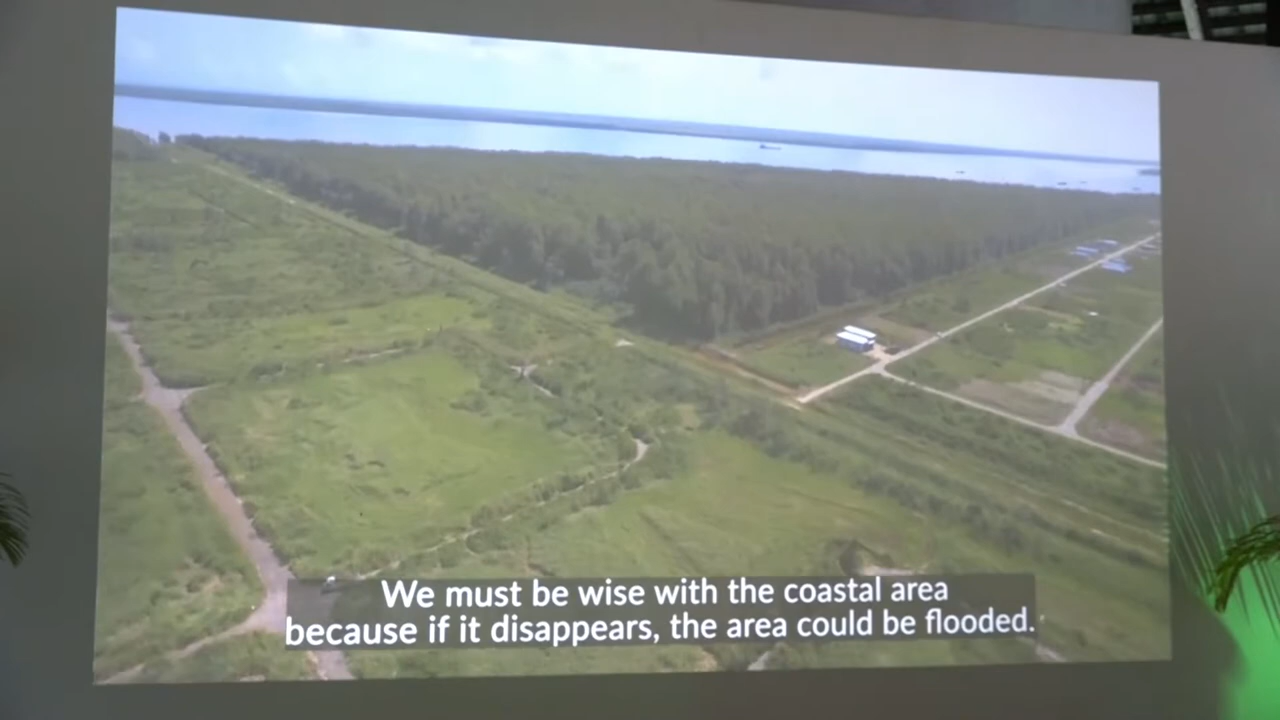 We must be wise with the coastal area
because if it disappears, the area could be flooded.